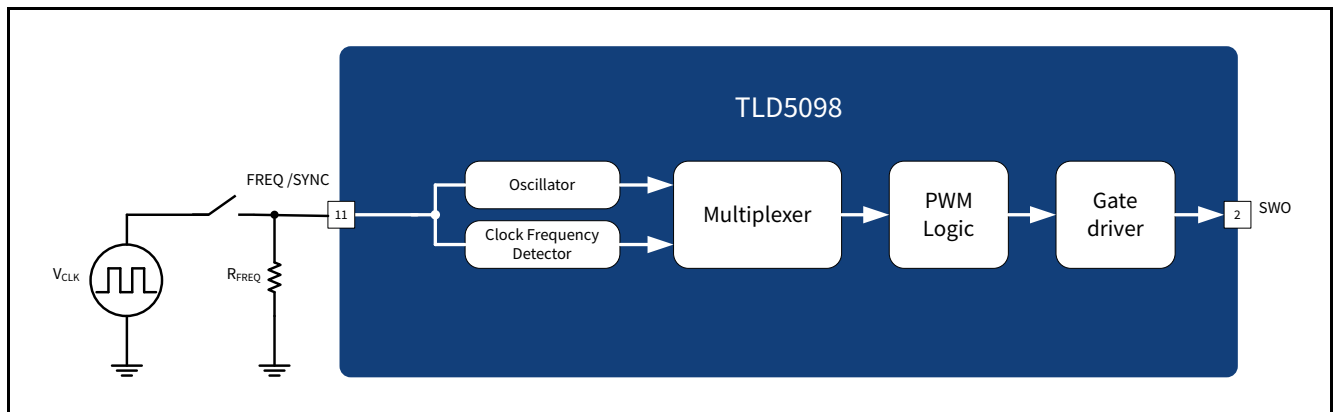 TLD5098
FREQ /SYNC
11
Oscillator
Clock Frequency
Detector
Multiplexer
PWM
Logic
Gate
driver
2
SWO
VCLK
RFREQ